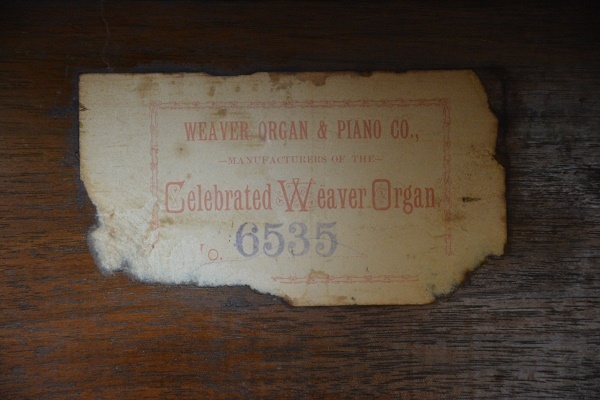 WEAVER ORGAN & PIANO CO.,
—MANUFACTURERS OF THE—
Celebrated Weaver Organ
o. 6535